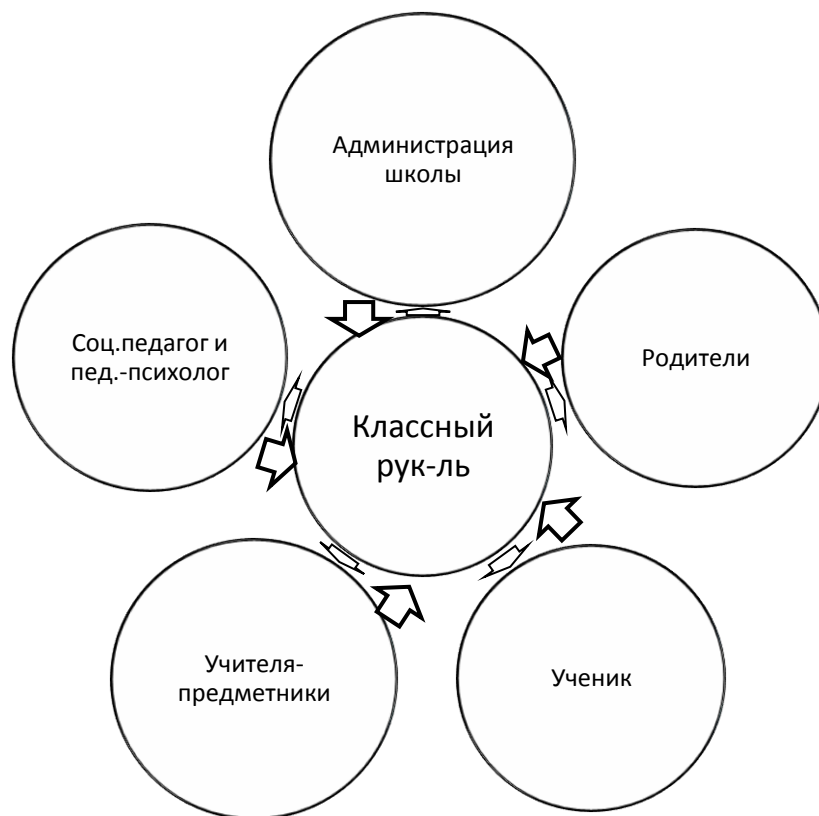 Администрация
школы
Соц.педагог и
пед.-психолог
Родители
Классный
рук-ль
Учителя-
предметники
Ученик